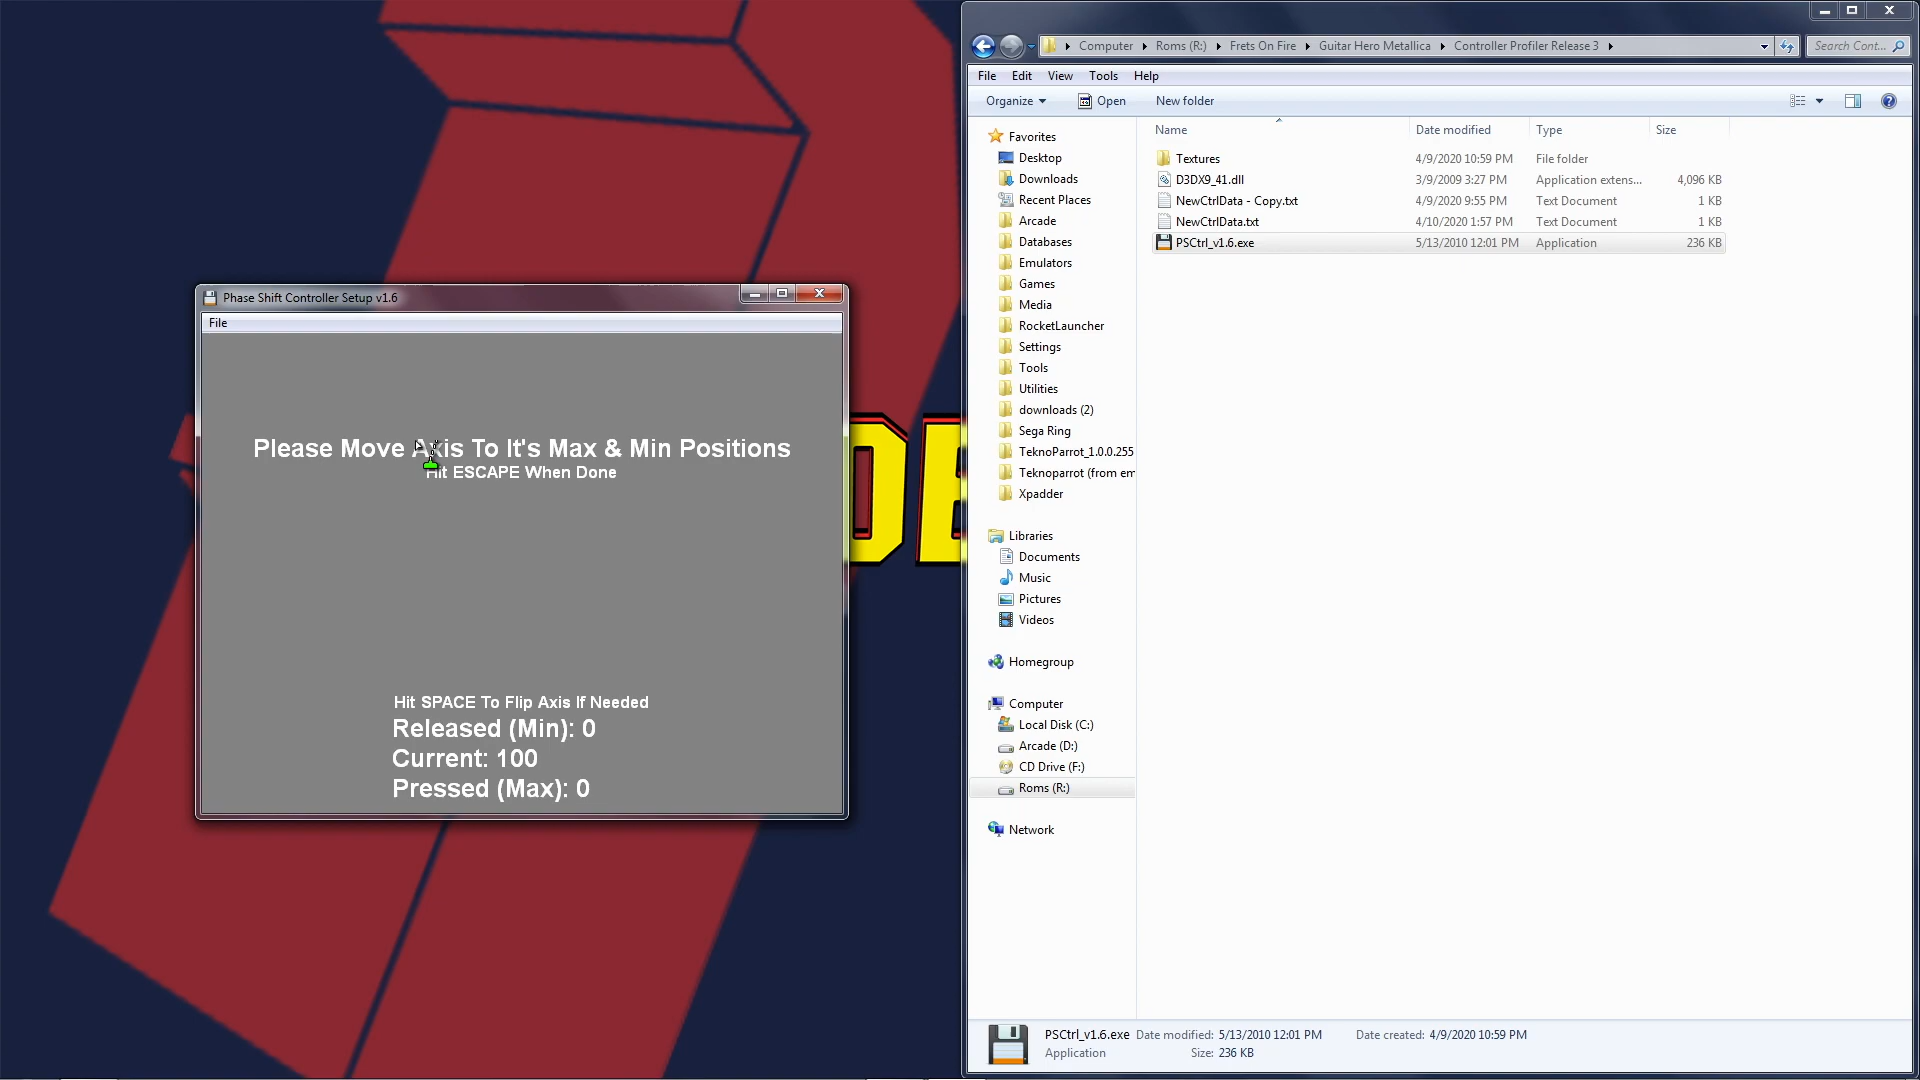 Phase Shift Controller Setup v1.6
File
Please Move Axis To It's Max & Min Positions
Hit ESCAPE When Done
Hit SPACE To Flip Axis If Needed
Released (Min): 0
Current: 100
Pressed (Max): 0
DE
Computer Roms (R:) Frets On Fire Guitar Hero Metallica Controller Profiler Release 3
Search Cont...
File Edit View Tools Help
Organize Open New folder
Name Date modified Type Size
Textures 4/9/2020 10:59 PM File folder
D3DX9_41.dll 3/9/2009 3:27 PM Application extens... 4,096 KB
NewCtrlData - Copy.txt 4/9/2020 9:55 PM Text Document 1 KB
NewCtrlData.txt 4/10/2020 1:57 PM Text Document 1 KB
PSCtrl_v1.6.exe 5/13/2010 12:01 PM Application 236 KB
Favorites
Desktop
Downloads
Recent Places
Arcade
Databases
Emulators
Games
Media
RocketLauncher
Settings
Tools
Utilities
downloads (2)
Sega Ring
TeknoParrot_1.0.0.255
Teknoparrot (from em
Xpadder
Libraries
Documents
Music
Pictures
Videos
Homegroup
Computer
Local Disk (C:)
Arcade (D:)
CD Drive (F:)
Roms (R:)
Network
PSCtrl_v1.6.exe Date modified: 5/13/2010 12:01 PM Date created: 4/9/2020 10:59 PM
Application Size: 236 KB